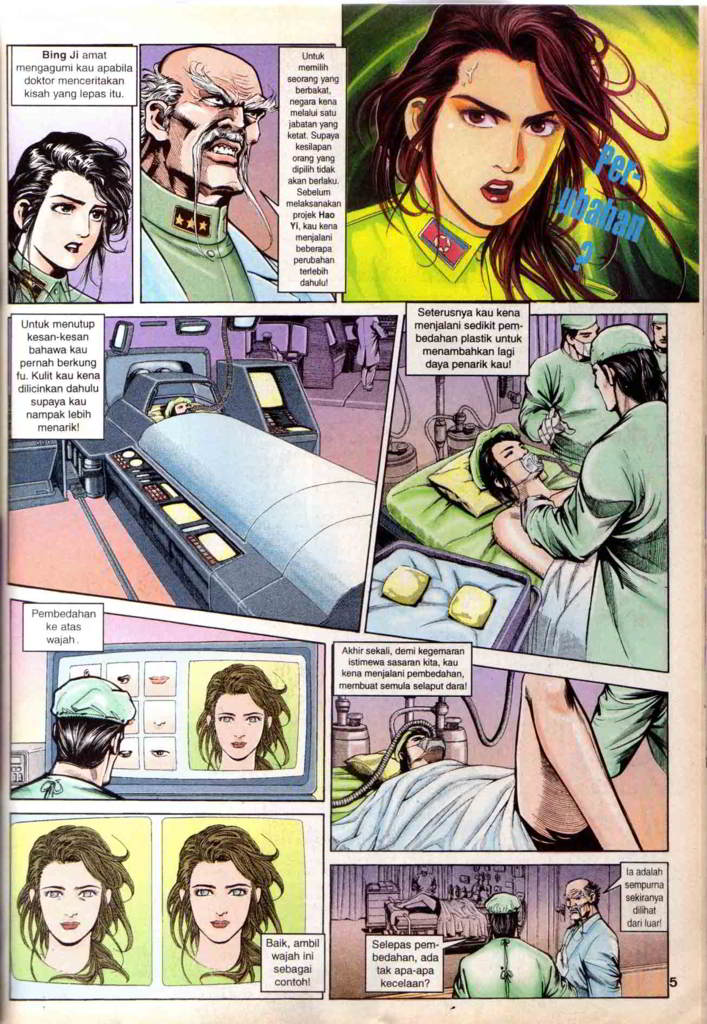 Bing Ji amat
mengagumi kau apabila
doktor menceritakan
kisah yang lepas itu.
Untuk
memilih
seorang yang
berbakat,
negara kena
melalui satu
jabatan yang
ketat. Supaya
kesilapan
orang yang
dipilih tidak
akan berlaku.
Sebelum
melaksanakan
projek Hao
Yi, kau kena
menjalani
beberapa
perubahan
terlebih
dahulu!
Per-
ubahan
?
Untuk menutup
kesan-kesan
bahawa kau
pernah berkung
fu. Kulit kau kena
dilicinkan dahulu
supaya kau
nampak lebih
menarik!
Seterusnya kau kena
menjalani sedikit pem-
bedahan plastik untuk
menambahkan lagi
daya penarik kau!
Pembedahan
ke atas
wajah.
Akhir sekali, demi kegemaran
istimewa sasaran kita, kau
kena menjalani pembedahan,
membuat semula selaput dara!
Baik, ambil
wajah ini
sebagai
contoh!
Selepas pem-
bedahan, ada
tak apa-apa
kecelaan?
Ia adalah
sempurna
sekiranya
dilihat
dari luar!
5